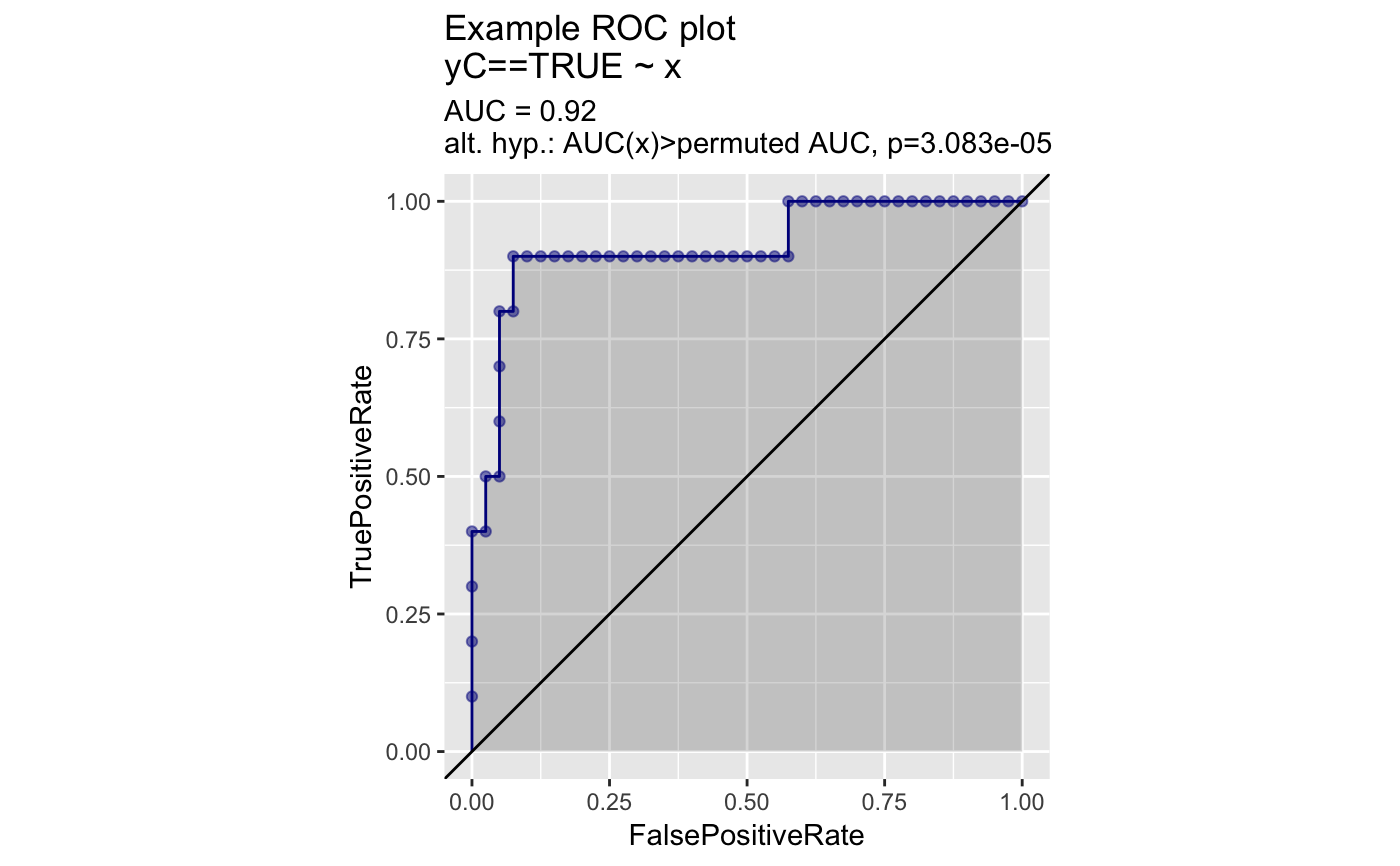 Example ROC plot
yC==TRUE ~ x
AUC = 0.92
alt. hyp.: AUC(x)>permuted AUC, p=3.083e-05
1.00
0.75
0.50
0.25
0.00
TruePositiveRate
0.00 0.25 0.50 0.75 1.00
FalsePositiveRate